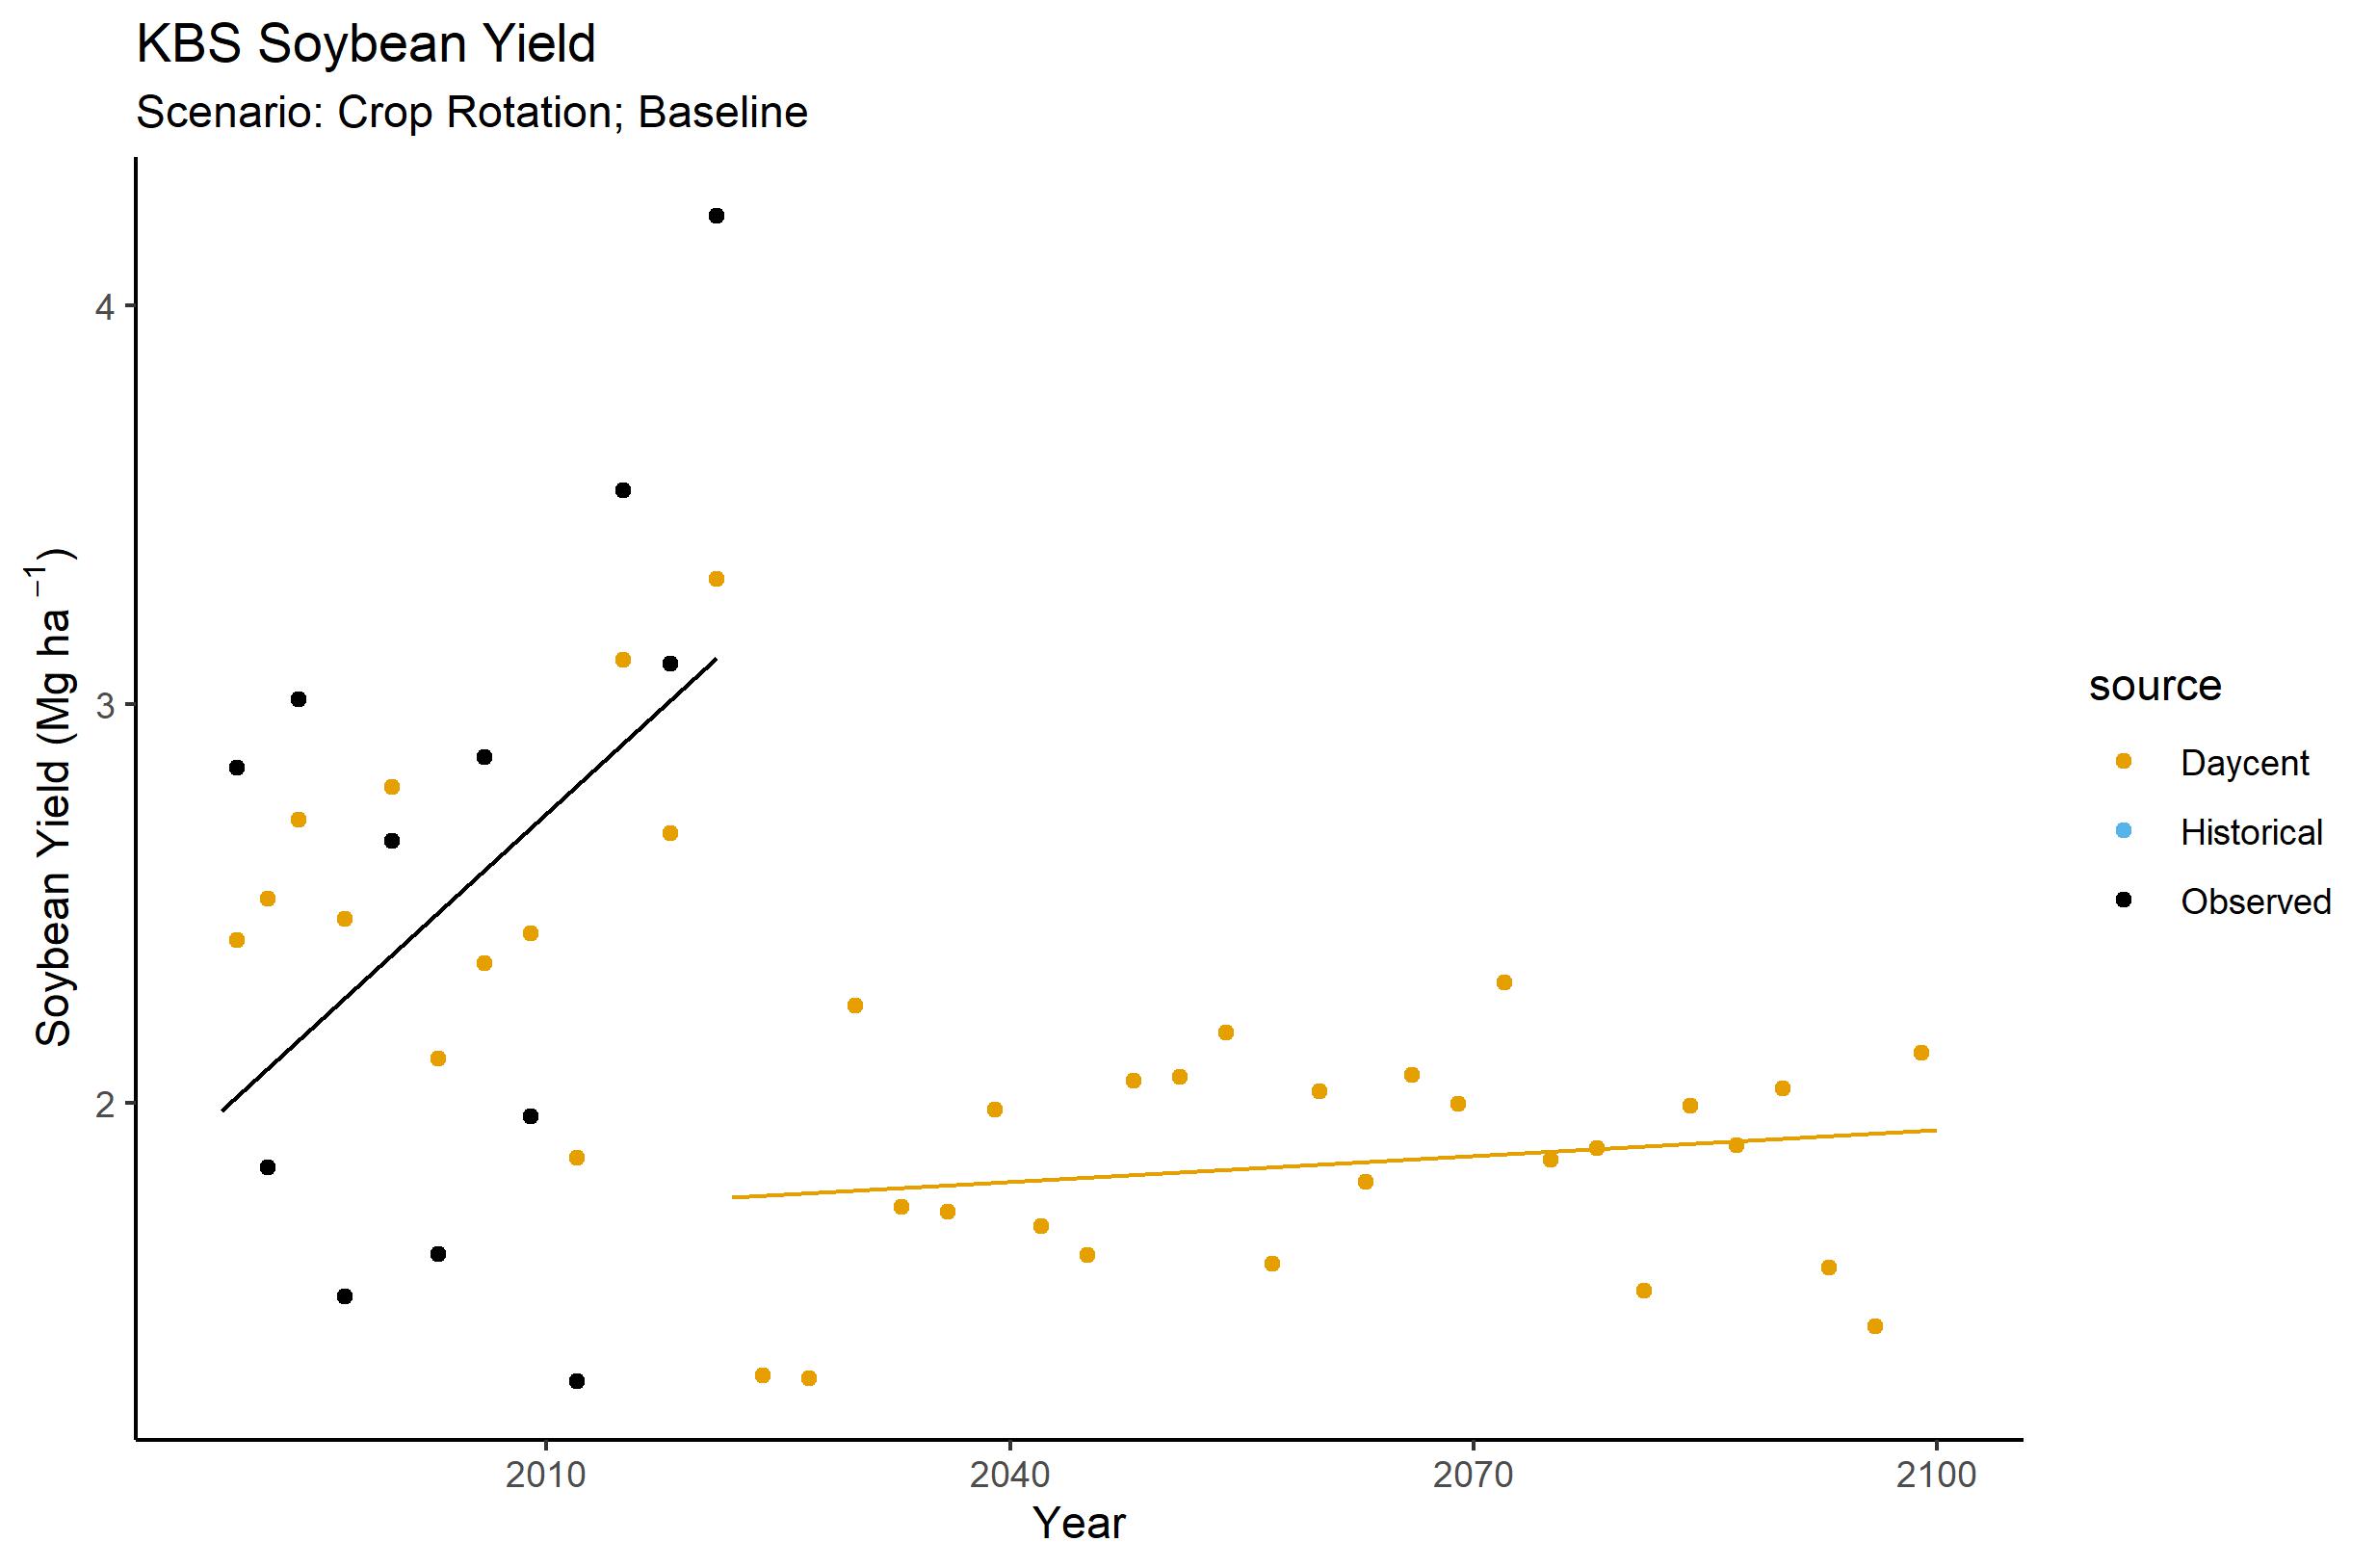 KBS Soybean Yield
Scenario: Crop Rotation; Baseline
Soybean Yield (Mg ha ⁻¹)
4
3
2
2010
2040
2070
2100
Year
source
Daycent
Historical
Observed